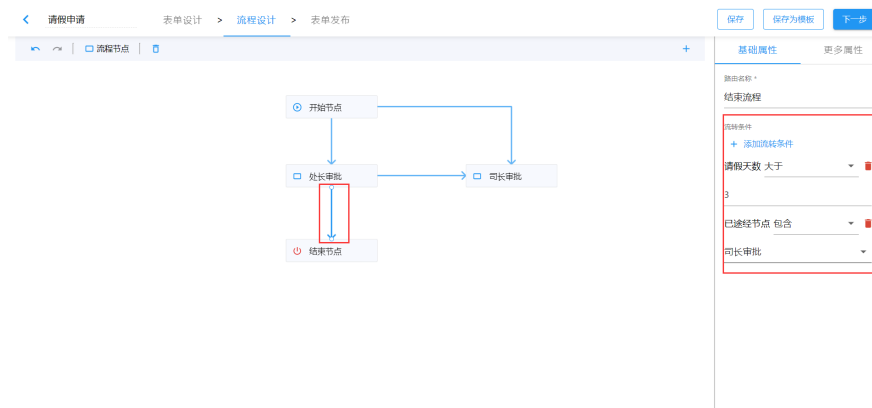 请假申请
表单设计 > 流程设计 > 表单发布
保存 保存为模板 下一步
流程节点
基础属性 更多属性
路由名称 *
结束流程
流转条件
+ 添加流转条件
请假天数 大于
3
已途经节点 包含
司长审批
开始节点
处长审批
司长审批
结束节点